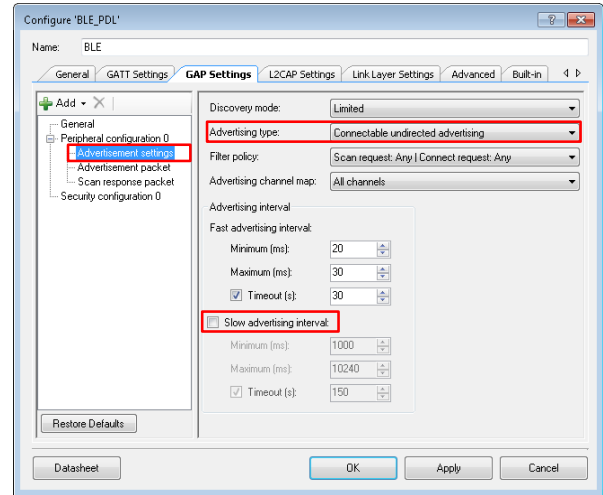 Configure 'BLE_PDL'
Name: BLE
General GATT Settings GAP Settings L2CAP Settings Link Layer Settings Advanced Built-in
Add
General
Peripheral configuration 0
Advertisement settings
Advertisement packet
Scan response packet
Security configuration 0
Restore Defaults
Discovery mode: Limited
Advertising type: Connectable undirected advertising
Filter policy: Scan request: Any | Connect request: Any
Advertising channel map: All channels
Advertising interval
Fast advertising interval:
Minimum (ms): 20
Maximum (ms): 30
Timeout (s): 30
Slow advertising interval:
Minimum (ms): 1000
Maximum (ms): 10240
Timeout (s): 150
Datasheet OK Apply Cancel